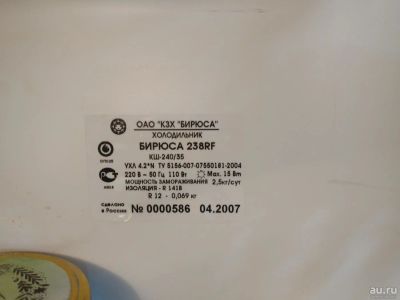 ОАО "КЗХ "БИРЮСА"
ХОЛОДИЛЬНИК
БИРЮСА 238RF
КШ-240/35
УХЛ 4.2*N ТУ 5156-007-07550181-2004
220 В – 50 Гц 110 Вт Max. 15 Вт
МОЩНОСТЬ ЗАМОРАЖИВАНИЯ 2,5кг/сут
ИЗОЛЯЦИЯ - R 141B
R 12 - 0,069 кг
СДЕЛАНО
в России
№ 0000586 04.2007
au.ru